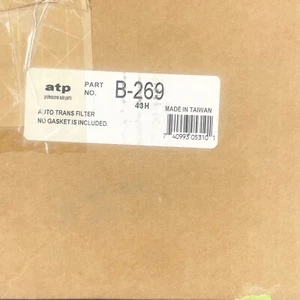 atp
professional auto parts
PART NO. B-269
43H
AUTO TRANS FILTER
NO GASKET IS INCLUDED.
MADE IN TAIWAN
7 40993 05310 1